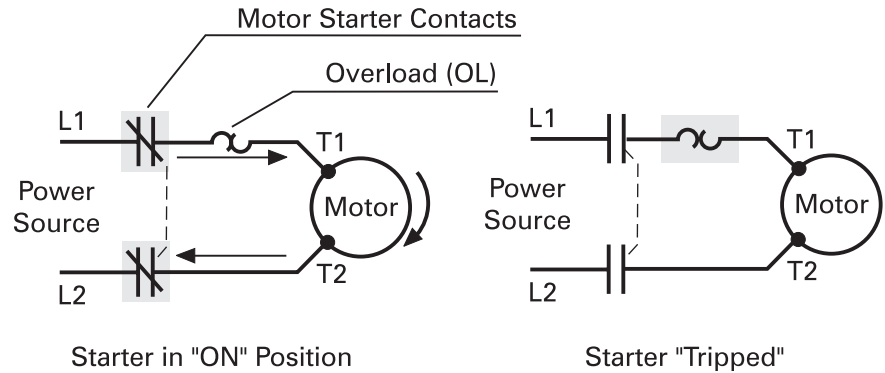 Motor Starter Contacts
Overload (OL)
L1
T1
Power
Source
Motor
T2
L2
Starter in "ON" Position
L1
T1
Power
Source
Motor
T2
L2
Starter "Tripped"